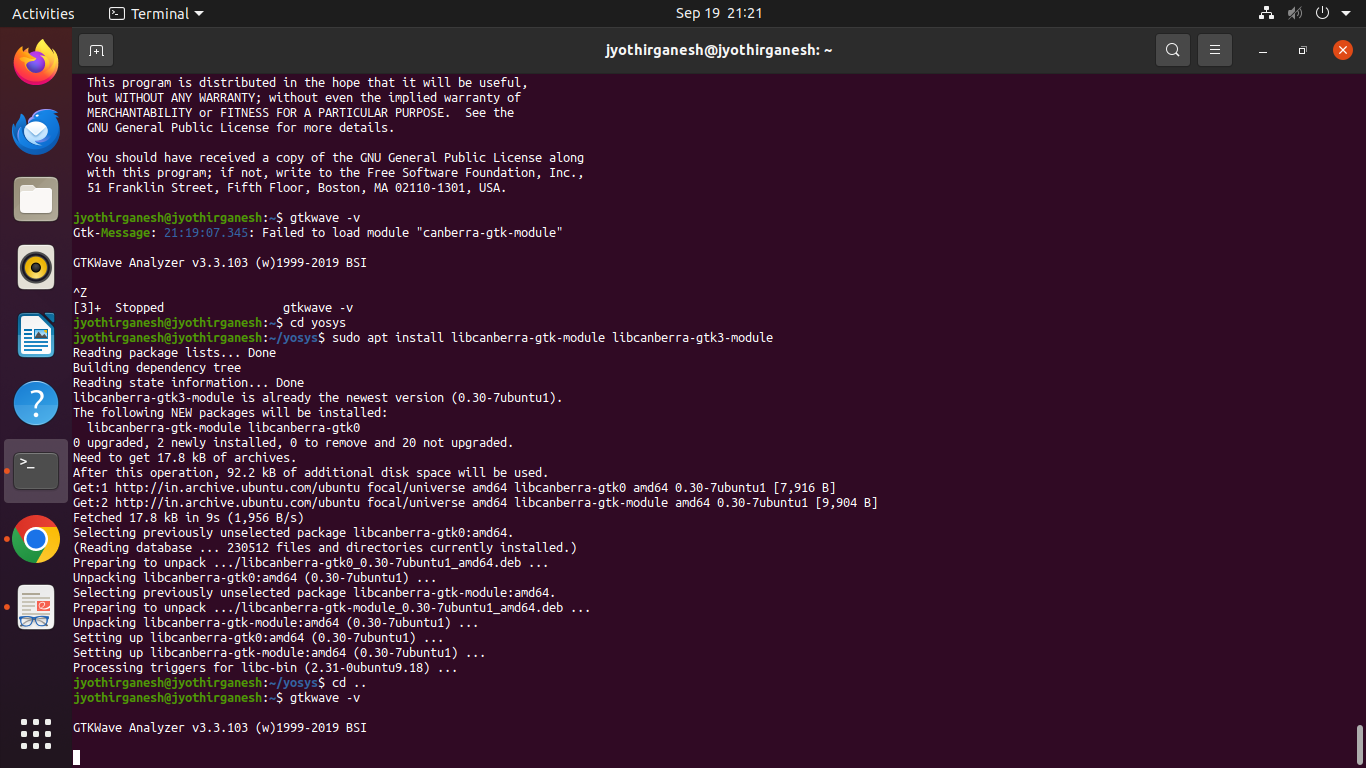 Activities
Terminal
Sep 19 21:21
jyothirganesh@jyothirganesh: ~
  This program is distributed in the hope that it will be useful,
  but WITHOUT ANY WARRANTY; without even the implied warranty of
  MERCHANTABILITY or FITNESS FOR A PARTICULAR PURPOSE.  See the
  GNU General Public License for more details.

  You should have received a copy of the GNU General Public License along
  with this program; if not, write to the Free Software Foundation, Inc.,
  51 Franklin Street, Fifth Floor, Boston, MA 02110-1301, USA.

jyothirganesh@jyothirganesh:~$ gtkwave -v
Gtk-Message: 21:19:07.345: Failed to load module "canberra-gtk-module"

GTKWave Analyzer v3.3.103 (w)1999-2019 BSI

^Z
[3]+  Stopped                 gtkwave -v
jyothirganesh@jyothirganesh:~$ cd yosys
jyothirganesh@jyothirganesh:~/yosys$ sudo apt install libcanberra-gtk-module libcanberra-gtk3-module
Reading package lists... Done
Building dependency tree
Reading state information... Done
libcanberra-gtk3-module is already the newest version (0.30-7ubuntu1).
The following NEW packages will be installed:
  libcanberra-gtk-module libcanberra-gtk0
0 upgraded, 2 newly installed, 0 to remove and 20 not upgraded.
Need to get 17.8 kB of archives.
After this operation, 92.2 kB of additional disk space will be used.
Get:1 http://in.archive.ubuntu.com/ubuntu focal/universe amd64 libcanberra-gtk0 amd64 0.30-7ubuntu1 [7,916 B]
Get:2 http://in.archive.ubuntu.com/ubuntu focal/universe amd64 libcanberra-gtk-module amd64 0.30-7ubuntu1 [9,904 B]
Fetched 17.8 kB in 9s (1,956 B/s)
Selecting previously unselected package libcanberra-gtk0:amd64.
(Reading database ... 230512 files and directories currently installed.)
Preparing to unpack .../libcanberra-gtk0_0.30-7ubuntu1_amd64.deb ...
Unpacking libcanberra-gtk0:amd64 (0.30-7ubuntu1) ...
Selecting previously unselected package libcanberra-gtk-module:amd64.
Preparing to unpack .../libcanberra-gtk-module_0.30-7ubuntu1_amd64.deb ...
Unpacking libcanberra-gtk-module:amd64 (0.30-7ubuntu1) ...
Setting up libcanberra-gtk0:amd64 (0.30-7ubuntu1) ...
Setting up libcanberra-gtk-module:amd64 (0.30-7ubuntu1) ...
Processing triggers for libc-bin (2.31-0ubuntu9.18) ...
jyothirganesh@jyothirganesh:~/yosys$ cd ..
jyothirganesh@jyothirganesh:~$ gtkwave -v

GTKWave Analyzer v3.3.103 (w)1999-2019 BSI